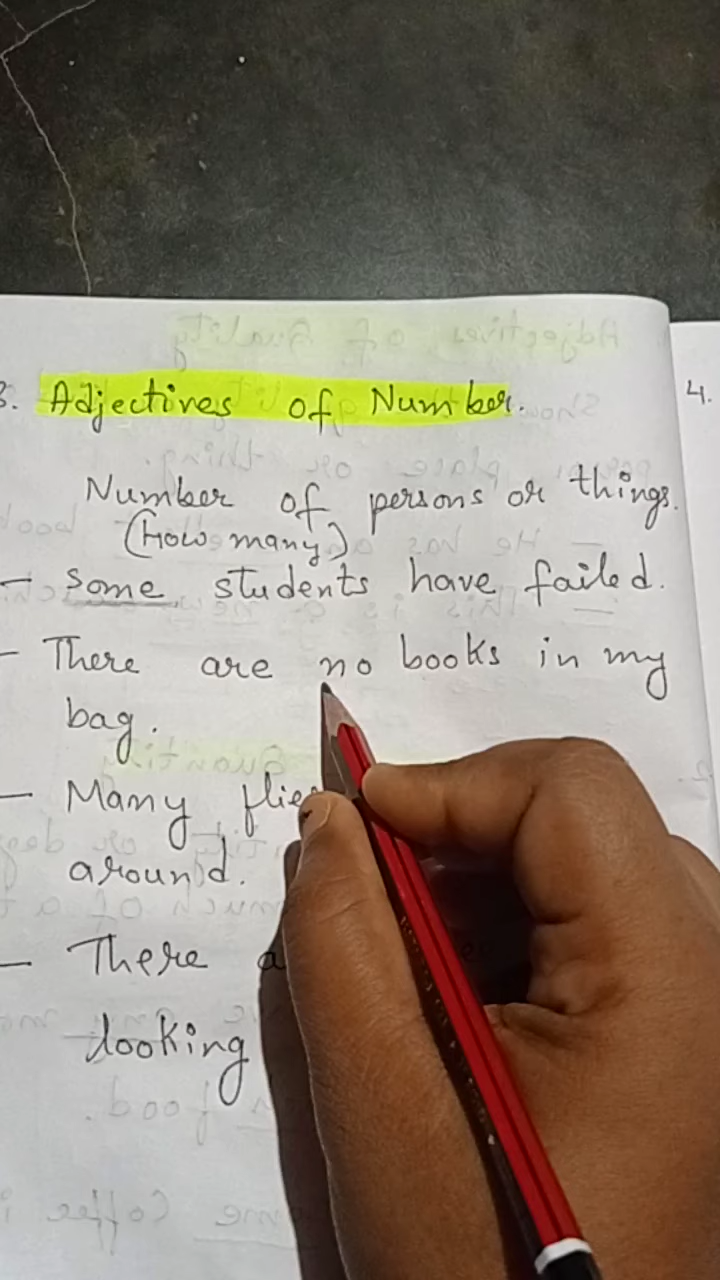 3. Adjectives of Number.
4.
Number of persons or things.
(How many)
- Some students have failed.
- There are no books in my
bag.
- Many flies
around.
- There
looking